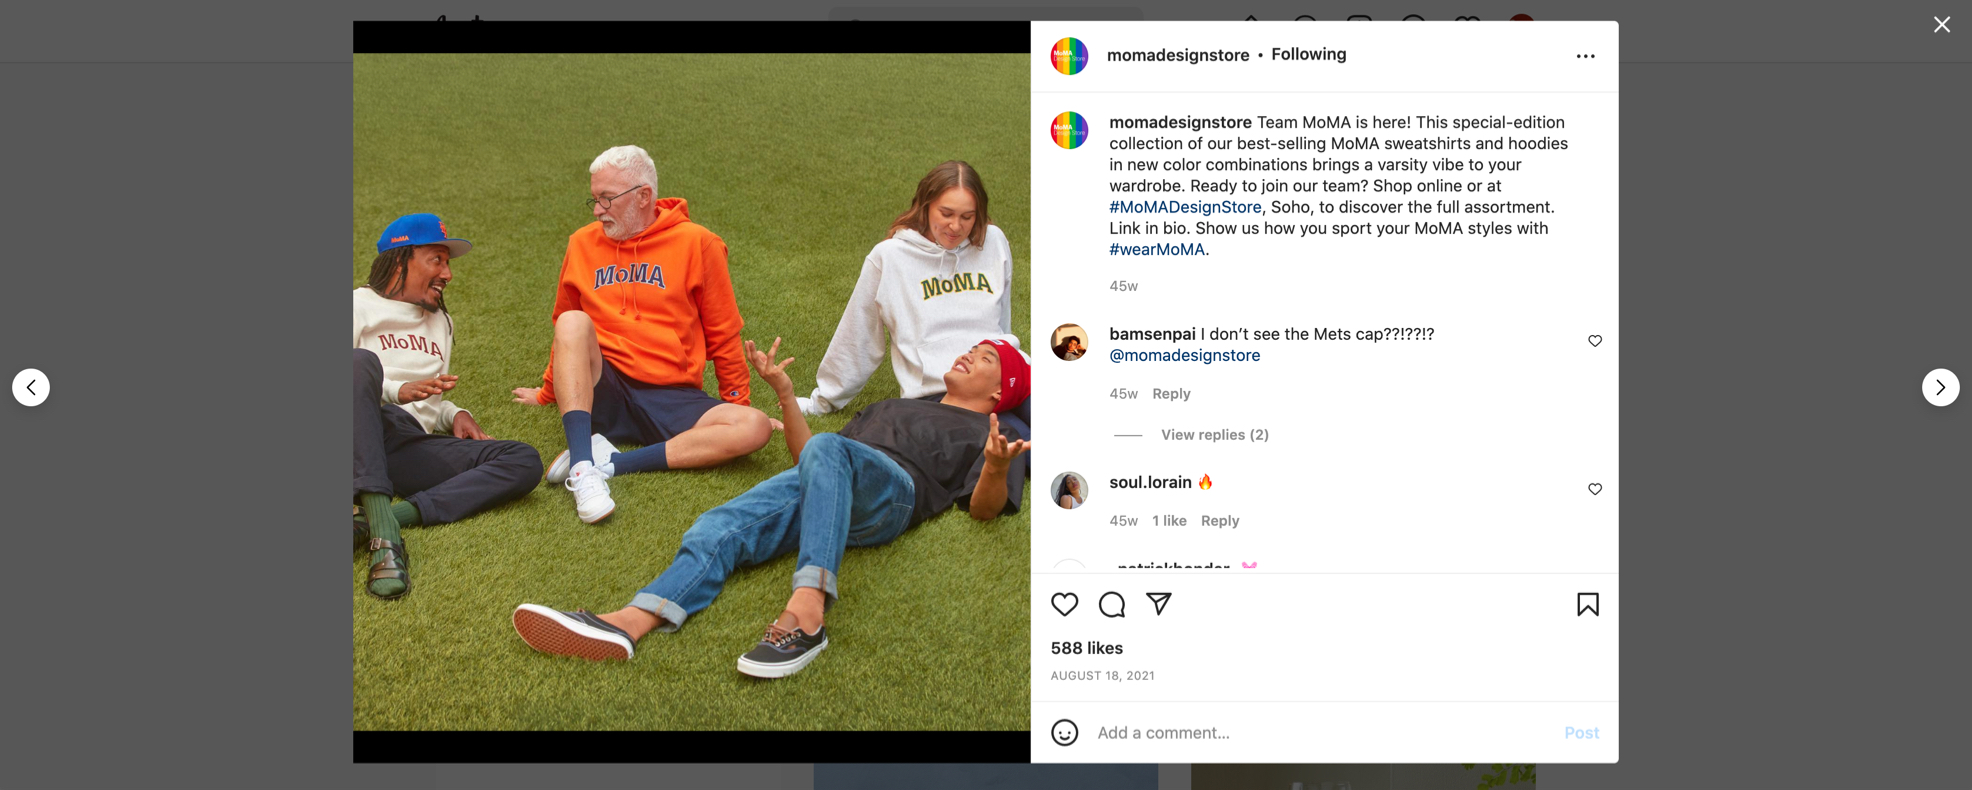 MoMA
MoMA
MoMA
MoMA
momadesignstore • Following
momadesignstore Team MoMA is here! This special-edition
collection of our best-selling MoMA sweatshirts and hoodies
in new color combinations brings a varsity vibe to your
wardrobe. Ready to join our team? Shop online or at
#MoMADesignStore, Soho, to discover the full assortment.
Link in bio. Show us how you sport your MoMA styles with
#wearMoMA.
45w
bamsenpai I don’t see the Mets cap??!??!?
@momadesignstore
45w Reply
View replies (2)
soul.lorain 🔥
45w 1 like Reply
588 likes
AUGUST 18, 2021
Add a comment... Post